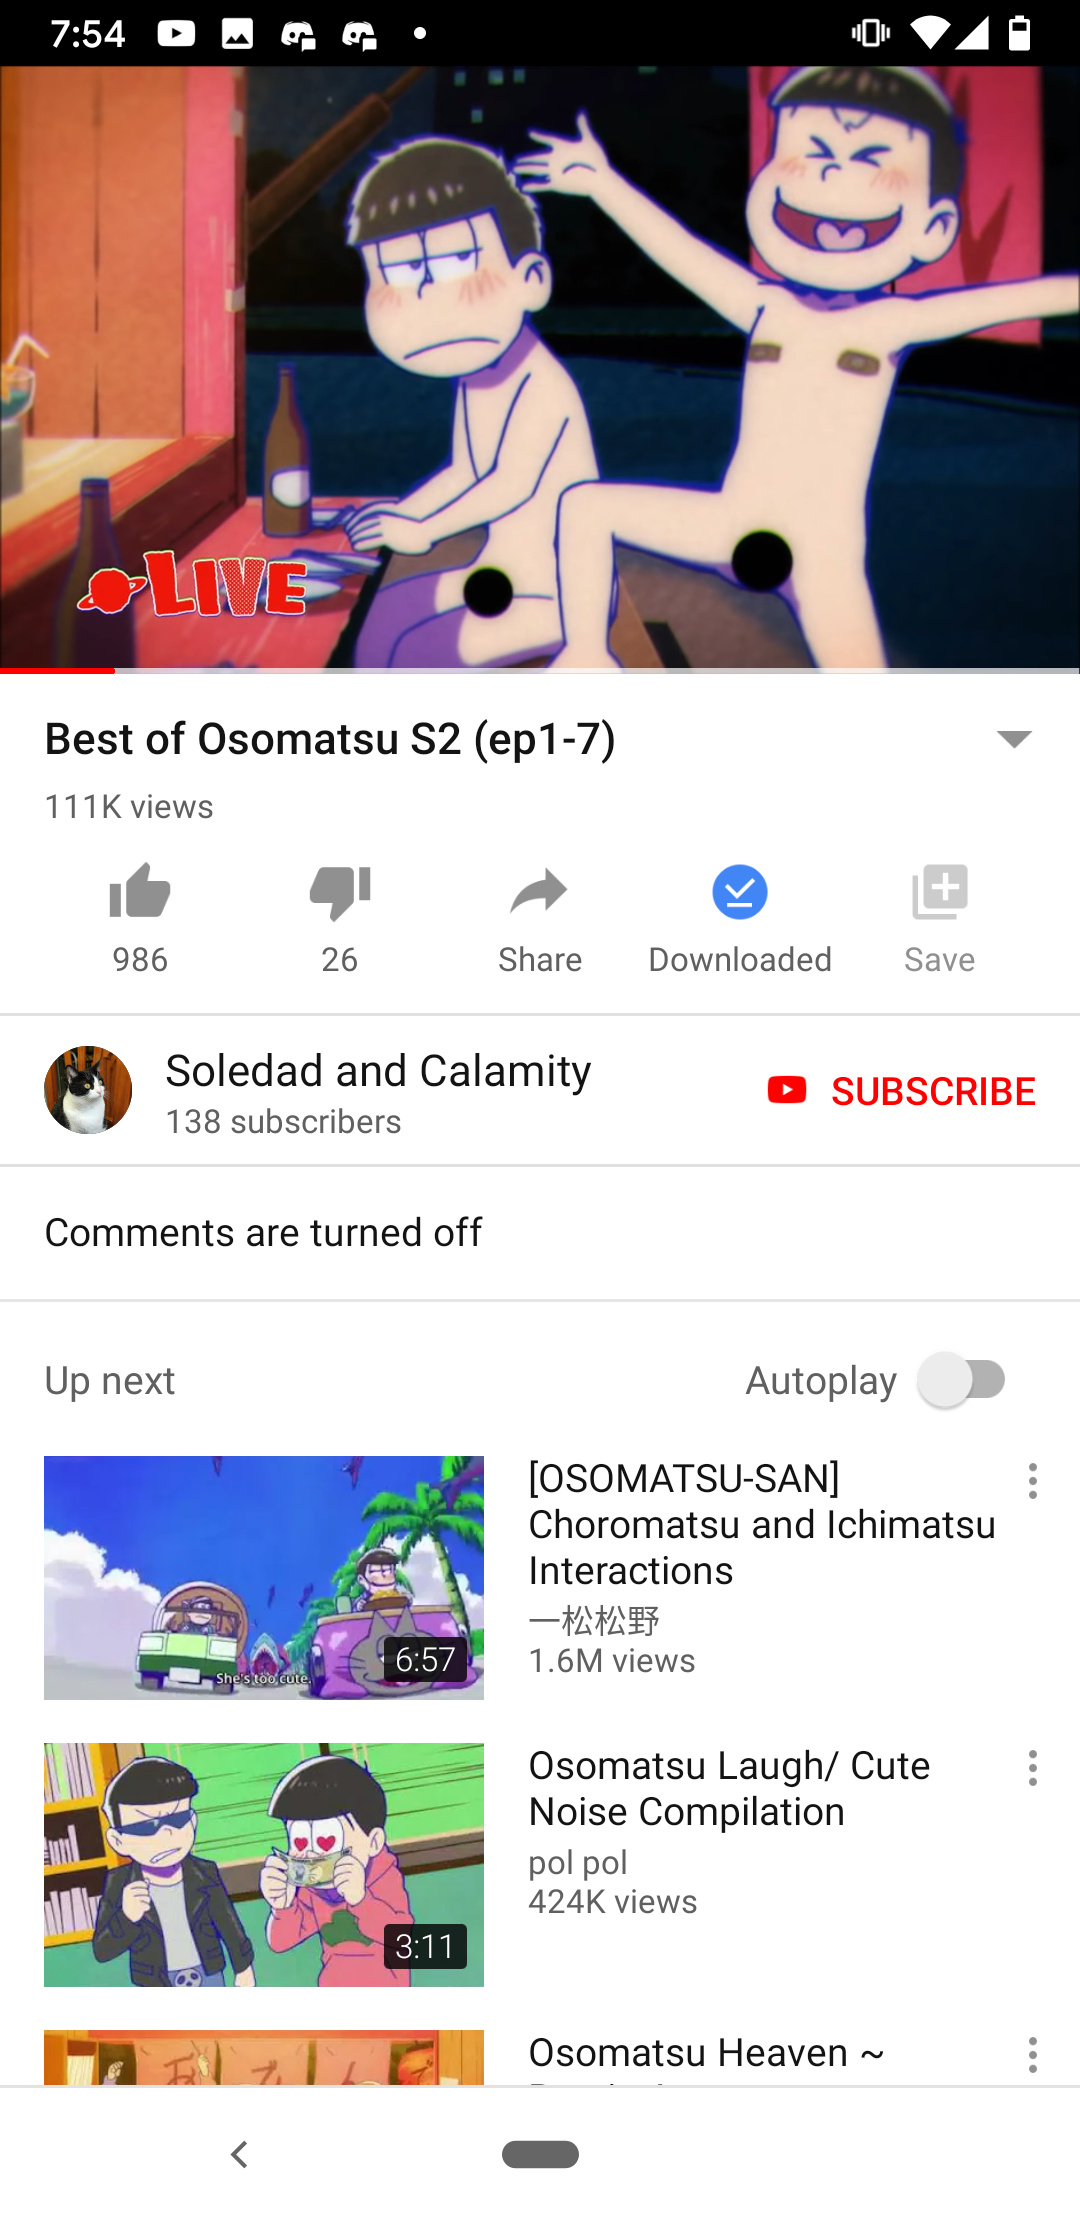 7:54
LIVE
Best of Osomatsu S2 (ep1-7)
111K views
986
26
Share
Downloaded
Save
Soledad and Calamity
138 subscribers
SUBSCRIBE
Comments are turned off
Up next
Autoplay
She's too cute.
6:57
[OSOMATSU-SAN]
Choromatsu and Ichimatsu
Interactions
一松松野
1.6M views
3:11
Osomatsu Laugh/ Cute
Noise Compilation
pol pol
424K views
Osomatsu Heaven ~